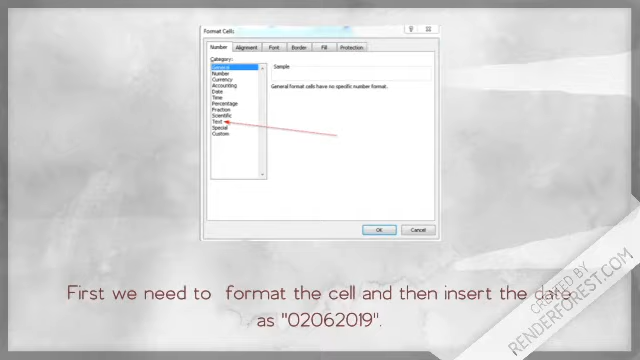 Format Cells
Number Alignment Font Border Fill Protection
Category:
General
Number
Currency
Accounting
Date
Time
Percentage
Fraction
Scientific
Text
Special
Custom
Sample
General format cells have no specific number format.
OK Cancel
First we need to format the cell and then insert the date
as "02062019".
CREATED BY
RENDERFOREST.COM